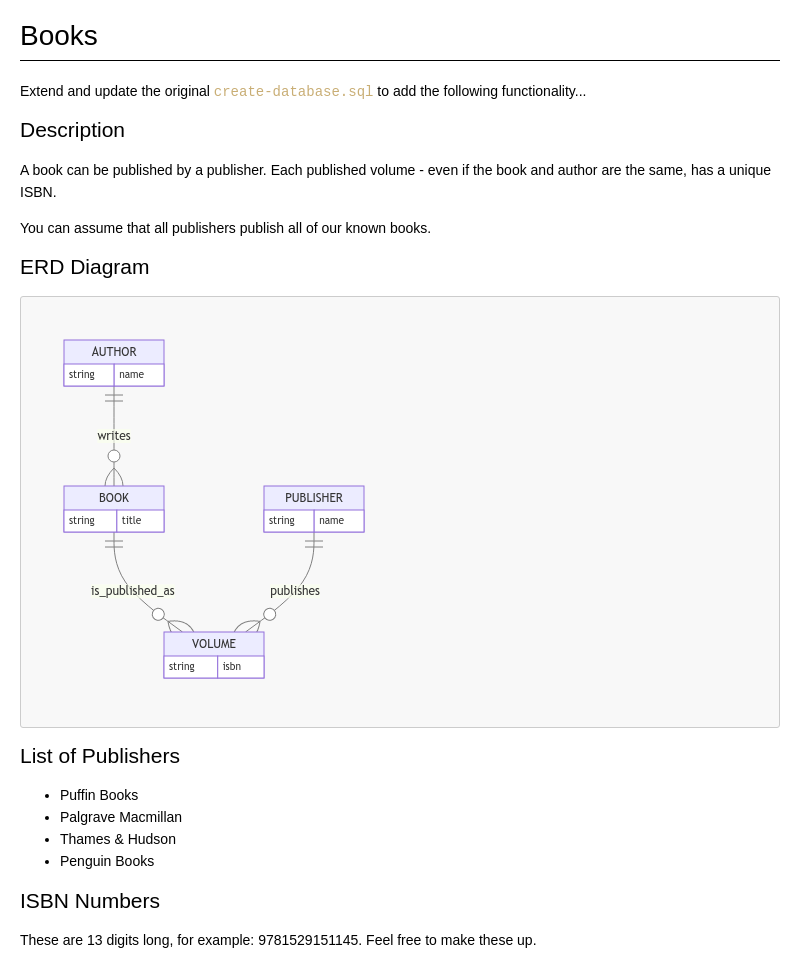 Books
Extend and update the original create-database.sql to add the following functionality...
Description
A book can be published by a publisher. Each published volume - even if the book and author are the same, has a unique
ISBN.
You can assume that all publishers publish all of our known books.
ERD Diagram
AUTHOR
string name
writes
BOOK PUBLISHER
string title string name
is_published_as publishes
VOLUME
string isbn
List of Publishers
• Puffin Books
• Palgrave Macmillan
• Thames & Hudson
• Penguin Books
ISBN Numbers
These are 13 digits long, for example: 9781529151145. Feel free to make these up.